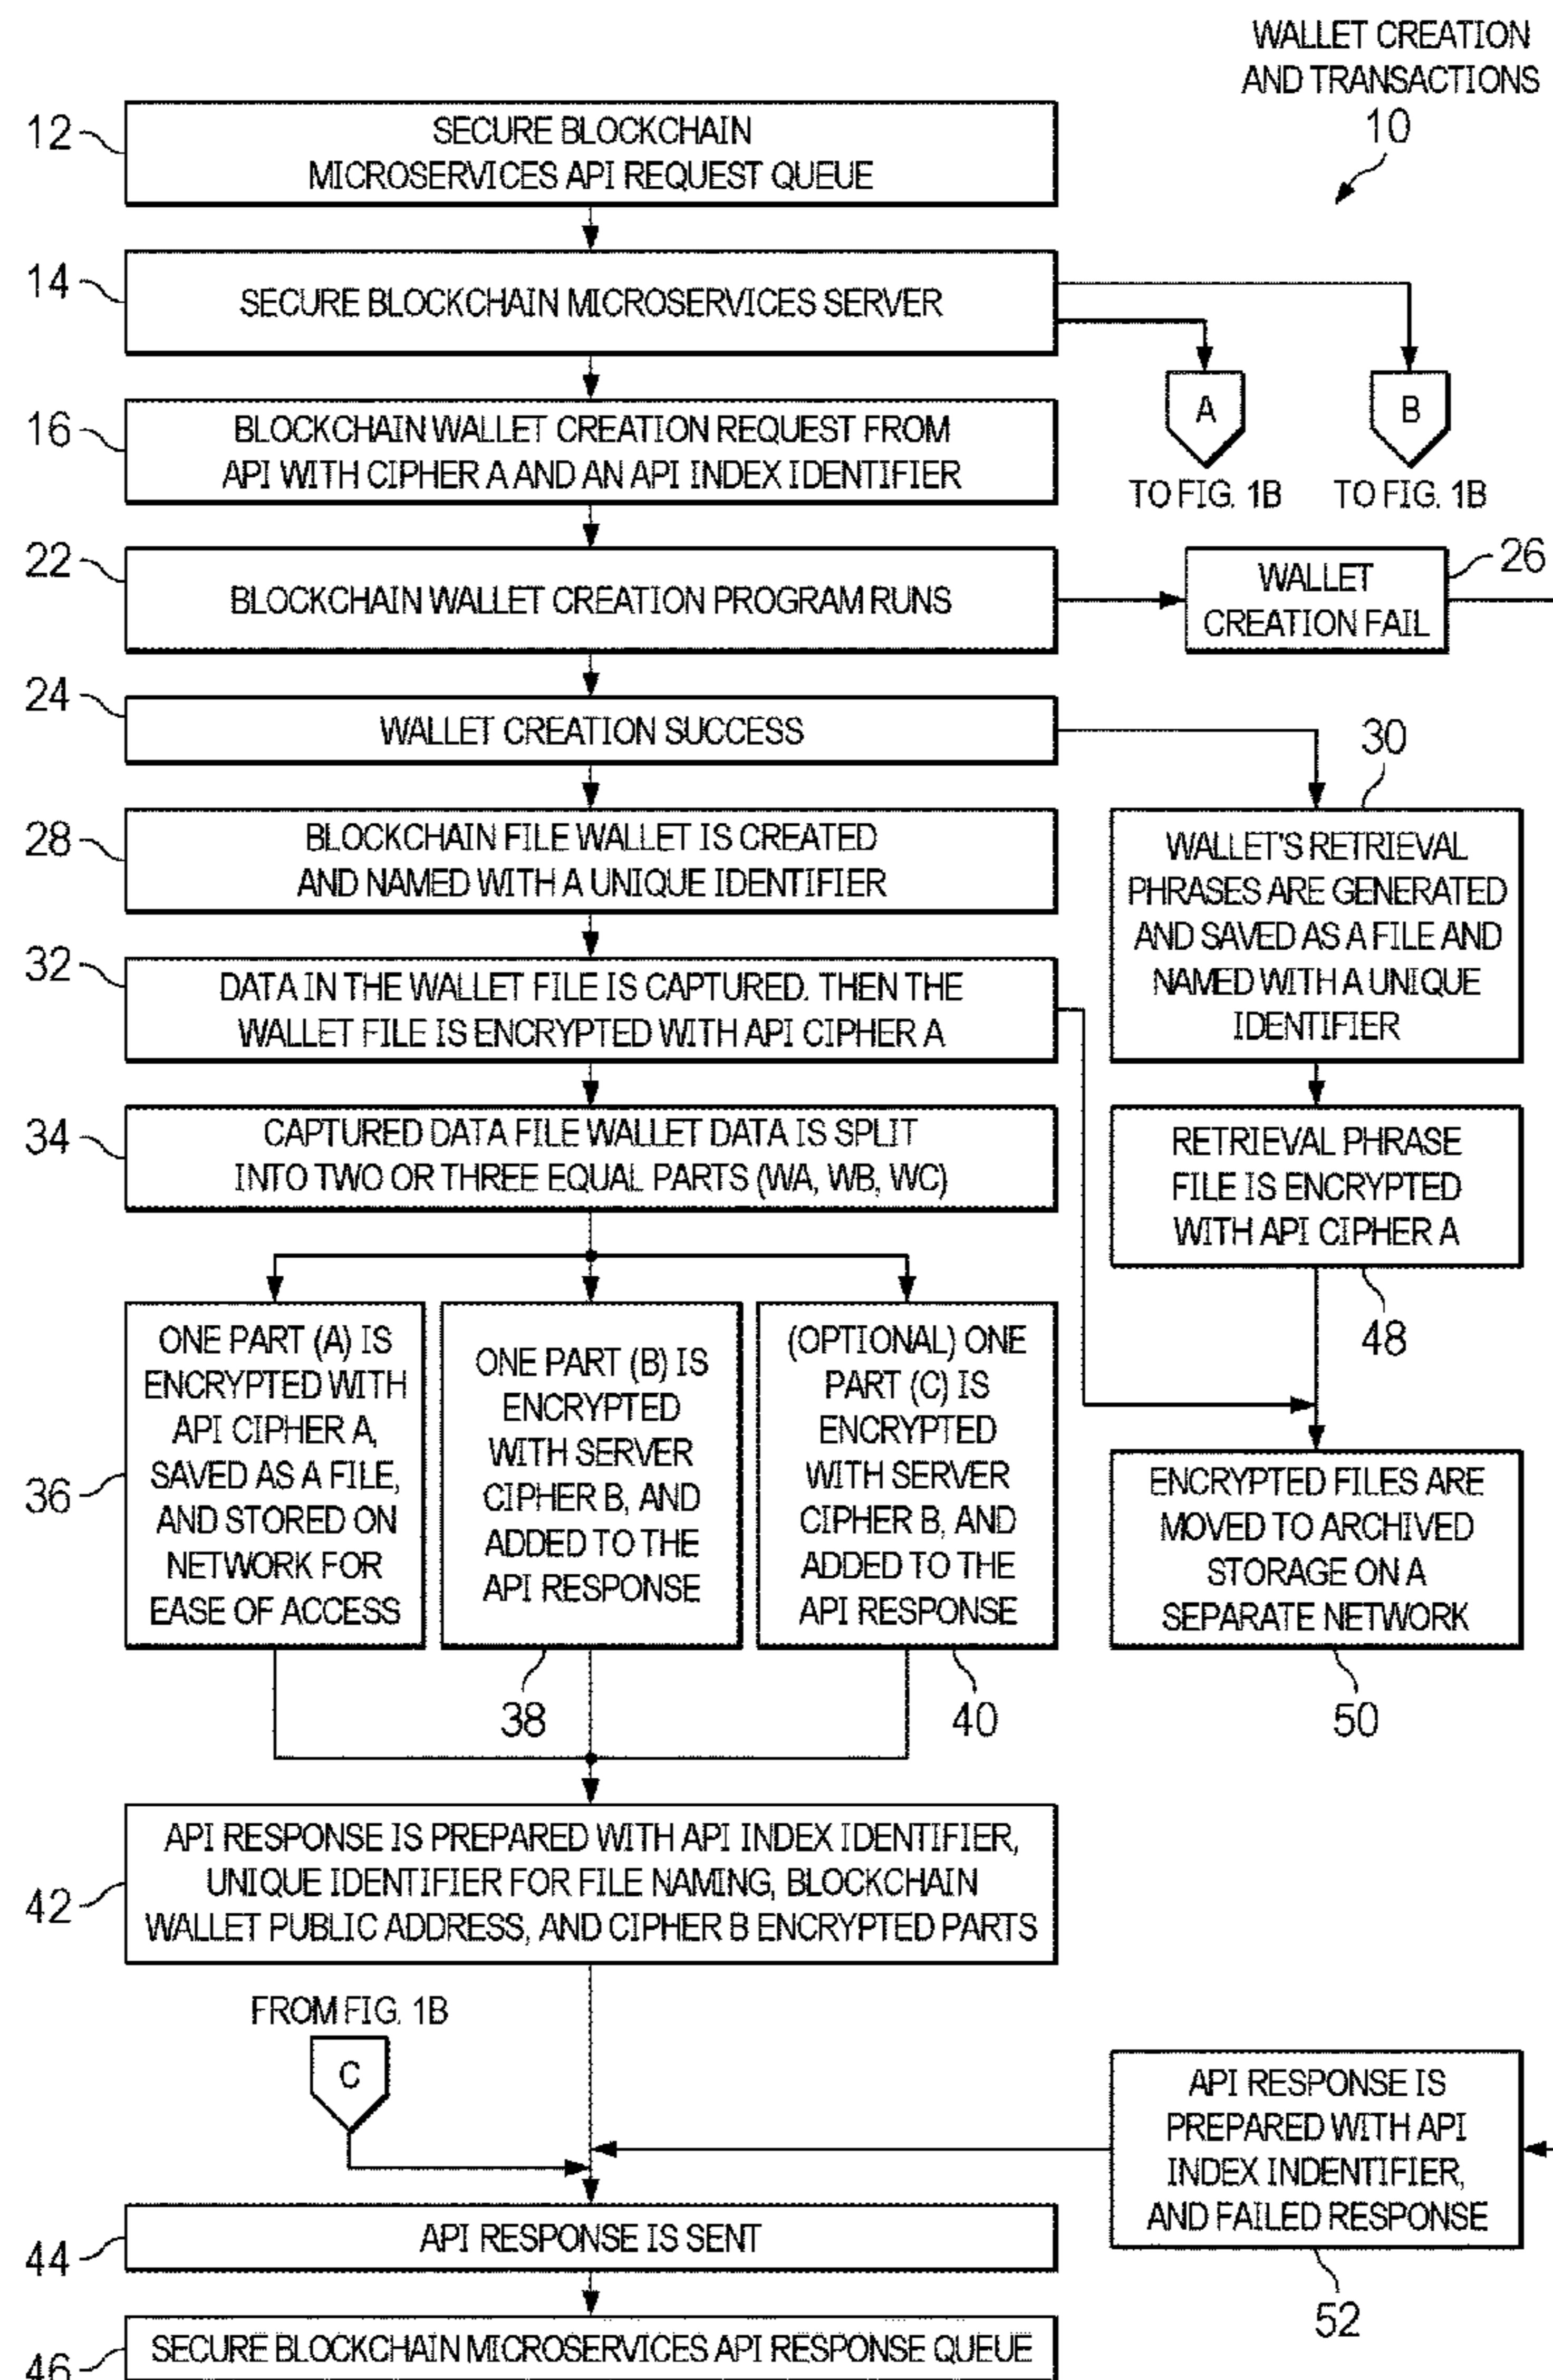 WALLET CREATION
AND TRANSACTIONS
10
12
SECURE BLOCKCHAIN
MICROSERVICES API REQUEST QUEUE
14
SECURE BLOCKCHAIN MICROSERVICES SERVER
A
B
TO FIG. 1B
TO FIG. 1B
16
BLOCKCHAIN WALLET CREATION REQUEST FROM
API WITH CIPHER A AND AN API INDEX IDENTIFIER
22
BLOCKCHAIN WALLET CREATION PROGRAM RUNS
WALLET
CREATION FAIL
26
24
WALLET CREATION SUCCESS
28
BLOCKCHAIN FILE WALLET IS CREATED
AND NAMED WITH A UNIQUE IDENTIFIER
30
WALLET'S RETRIEVAL
PHRASES ARE GENERATED
AND SAVED AS A FILE AND
NAMED WITH A UNIQUE
IDENTIFIER
32
DATA IN THE WALLET FILE IS CAPTURED. THEN THE
WALLET FILE IS ENCRYPTED WITH API CIPHER A
34
CAPTURED DATA FILE WALLET DATA IS SPLIT
INTO TWO OR THREE EQUAL PARTS (WA, WB, WC)
RETRIEVAL PHRASE
FILE IS ENCRYPTED
WITH API CIPHER A
48
36
ONE PART (A) IS
ENCRYPTED WITH
API CIPHER A,
SAVED AS A FILE,
AND STORED ON
NETWORK FOR
EASE OF ACCESS
ONE PART (B) IS
ENCRYPTED
WITH SERVER
CIPHER B, AND
ADDED TO THE
API RESPONSE
38
(OPTIONAL) ONE
PART (C) IS
ENCRYPTED
WITH SERVER
CIPHER B, AND
ADDED TO THE
API RESPONSE
40
ENCRYPTED FILES ARE
MOVED TO ARCHIVED
STORAGE ON A
SEPARATE NETWORK
50
42
API RESPONSE IS PREPARED WITH API INDEX IDENTIFIER,
UNIQUE IDENTIFIER FOR FILE NAMING, BLOCKCHAIN
WALLET PUBLIC ADDRESS, AND CIPHER B ENCRYPTED PARTS
FROM FIG. 1B
C
API RESPONSE IS
PREPARED WITH API
INDEX INDENTIFIER,
AND FAILED RESPONSE
52
44
API RESPONSE IS SENT
46
SECURE BLOCKCHAIN MICROSERVICES API RESPONSE QUEUE